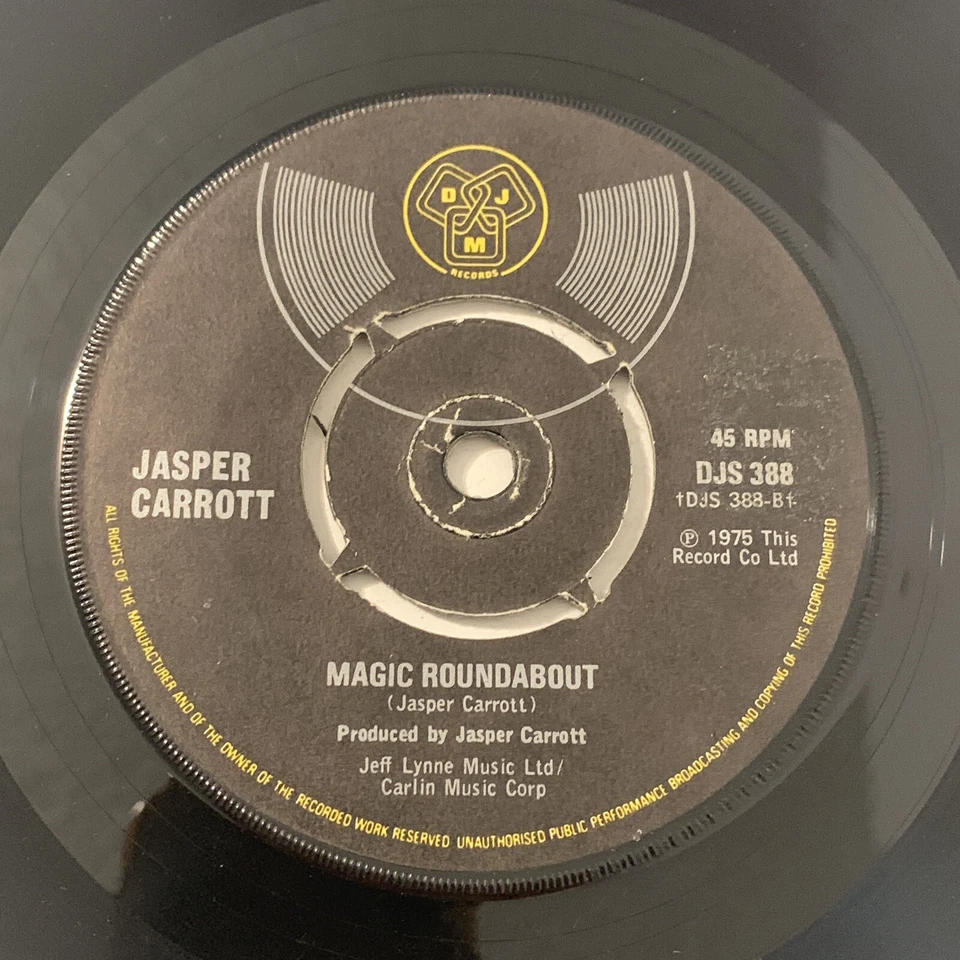 D J
M
RECORDS
JASPER
CARROTT
45 RPM
DJS 388
†DJS 388-B†
℗ 1975 This
Record Co Ltd
MAGIC ROUNDABOUT
(Jasper Carrott)
Produced by Jasper Carrott
Jeff Lynne Music Ltd/
Carlin Music Corp
ALL RIGHTS OF THE MANUFACTURER AND OF THE OWNER OF THE RECORDED WORK RESERVED UNAUTHORISED PUBLIC PERFORMANCE BROADCASTING AND COPYING OF THIS RECORD PROHIBITED